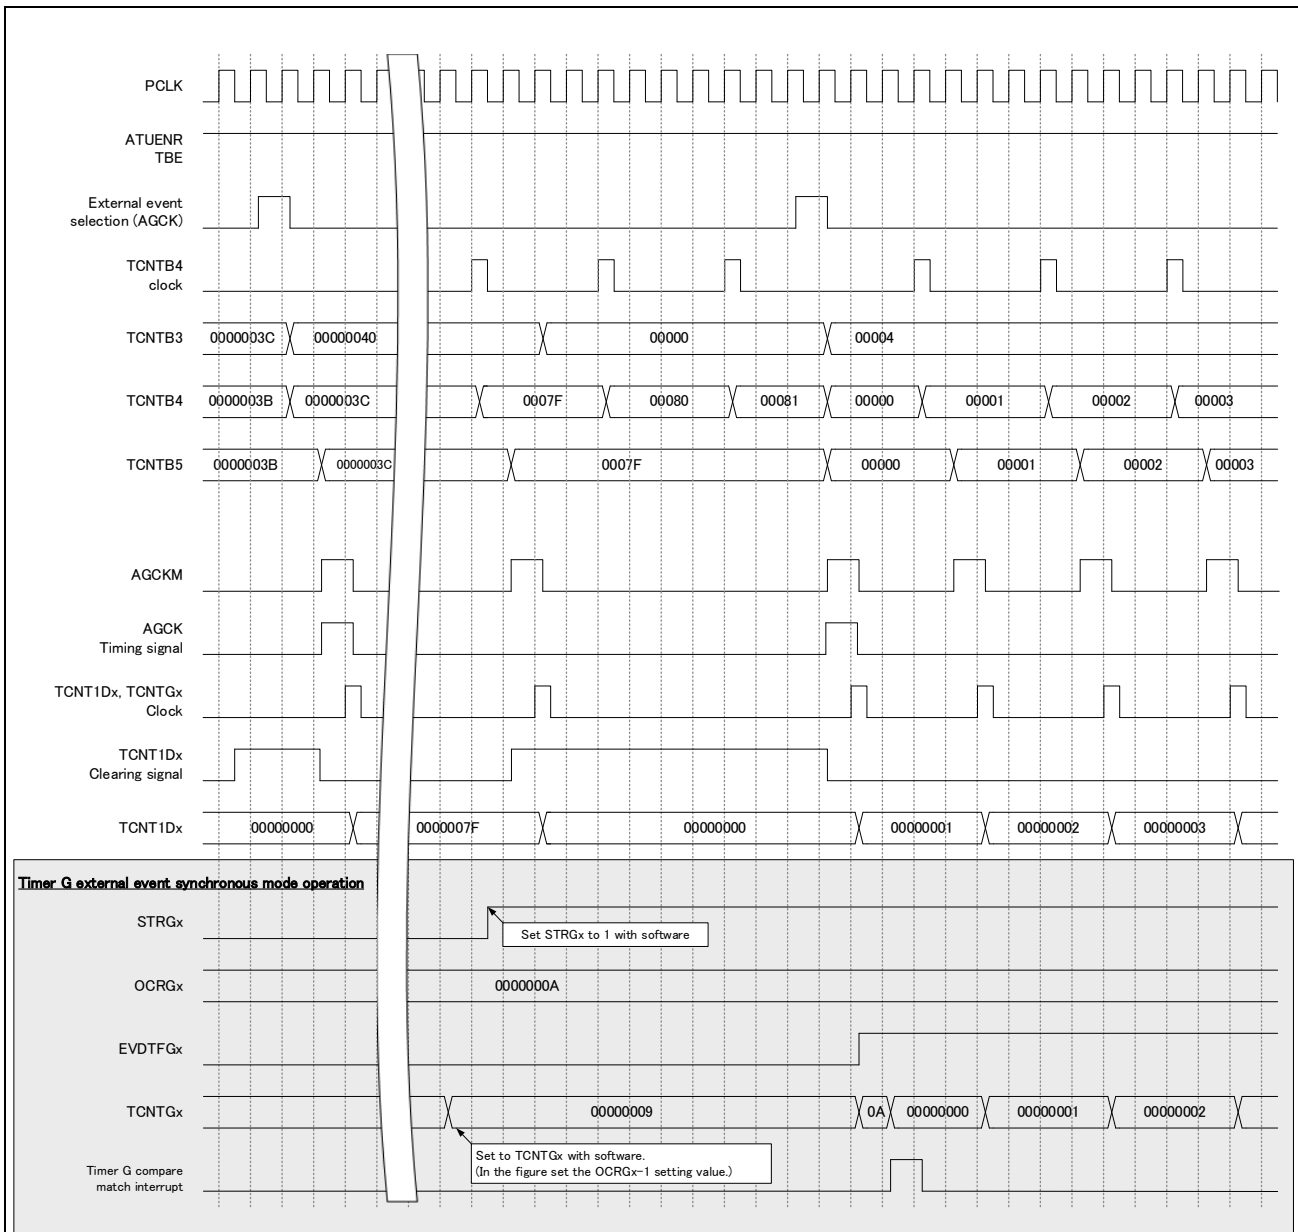 PCLK
ATUENR
TBE
External event
selection (AGCK)
TCNTB4
clock
TCNTB3 0000003C 00000040 00000 00004
TCNTB4 0000003B 0000003C 0007F 00080 00081 00000 00001 00002 00003
TCNTB5 0000003B 0000003C 0007F 00000 00001 00002 00003
AGCKM
AGCK
Timing signal
TCNT1Dx, TCNTGx
Clock
TCNT1Dx
Clearing signal
TCNT1Dx 00000000 0000007F 00000000 00000001 00000002 00000003
Timer G external event synchronous mode operation
STRGx
Set STRGx to 1 with software
OCRGx 0000000A
EVDTFGx
TCNTGx 00000009 0A 00000000 00000001 00000002
Set to TCNTGx with software.
(In the figure set the OCRGx-1 setting value.)
Timer G compare
match interrupt